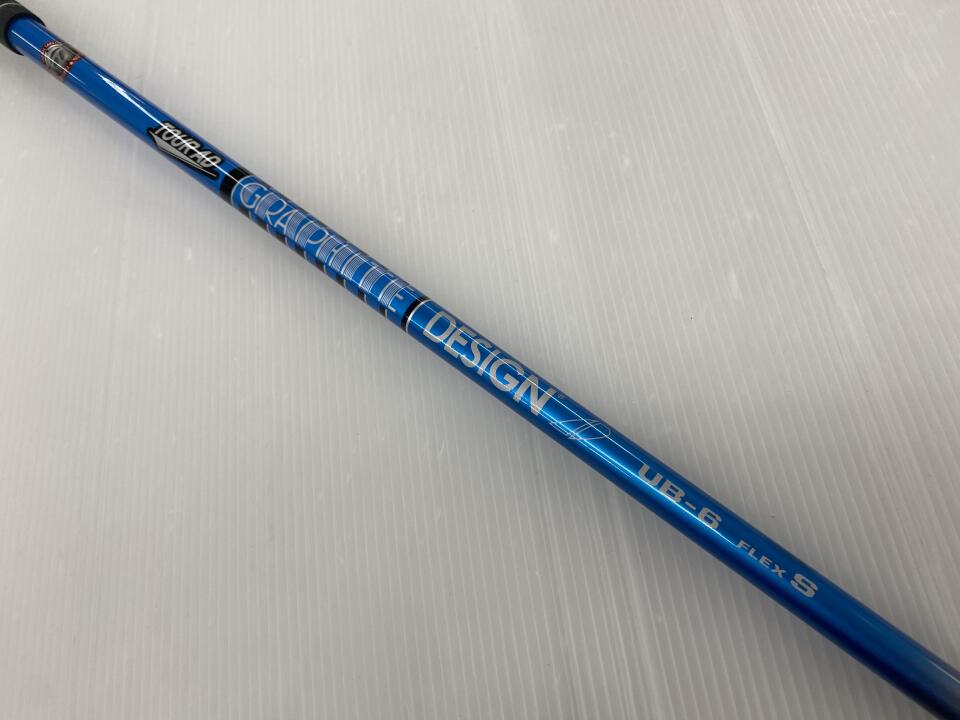 TOUR AD
GRAPHITE DESIGN
UB-6
FLEX S